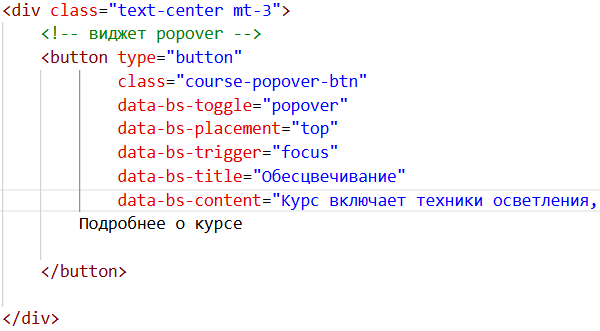 <div class="text-center mt-3">
<!-- виджет popover -->
<button type="button"
class="course-popover-btn"
data-bs-toggle="popover"
data-bs-placement="top"
data-bs-trigger="focus"
data-bs-title="Обесцвечивание"
data-bs-content="Курс включает техники осветления,
Подробнее о курсе
</button>
</div>